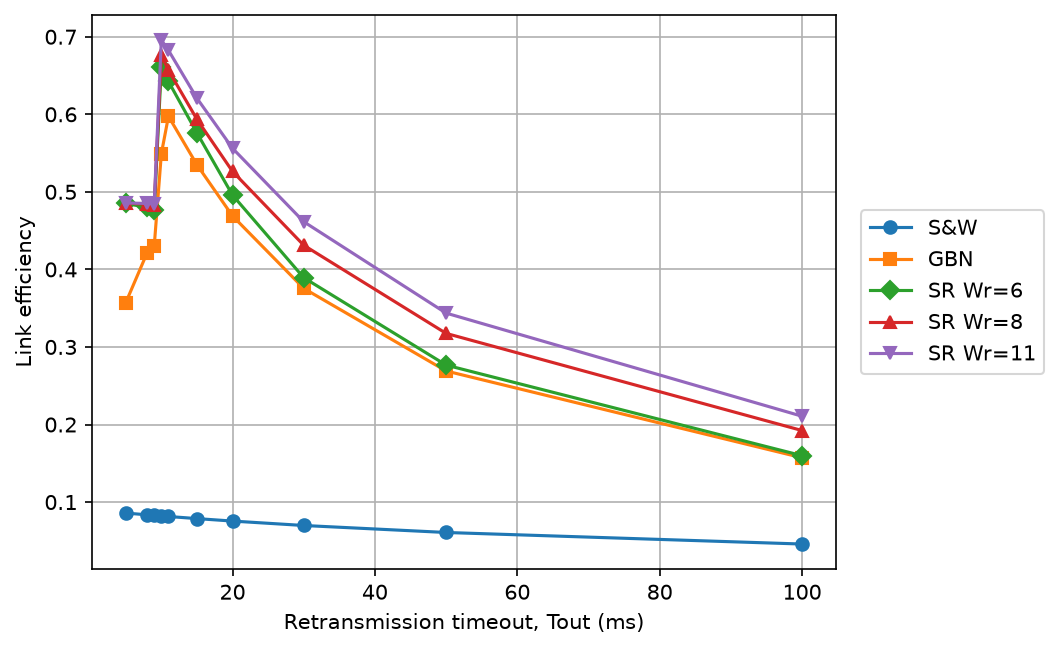 0.7
0.6
0.5
0.4
0.3
0.2
0.1
20
40
60
80
100
Link efficiency
Retransmission timeout, Tout (ms)
S&W
GBN
SR Wr=6
SR Wr=8
SR Wr=11